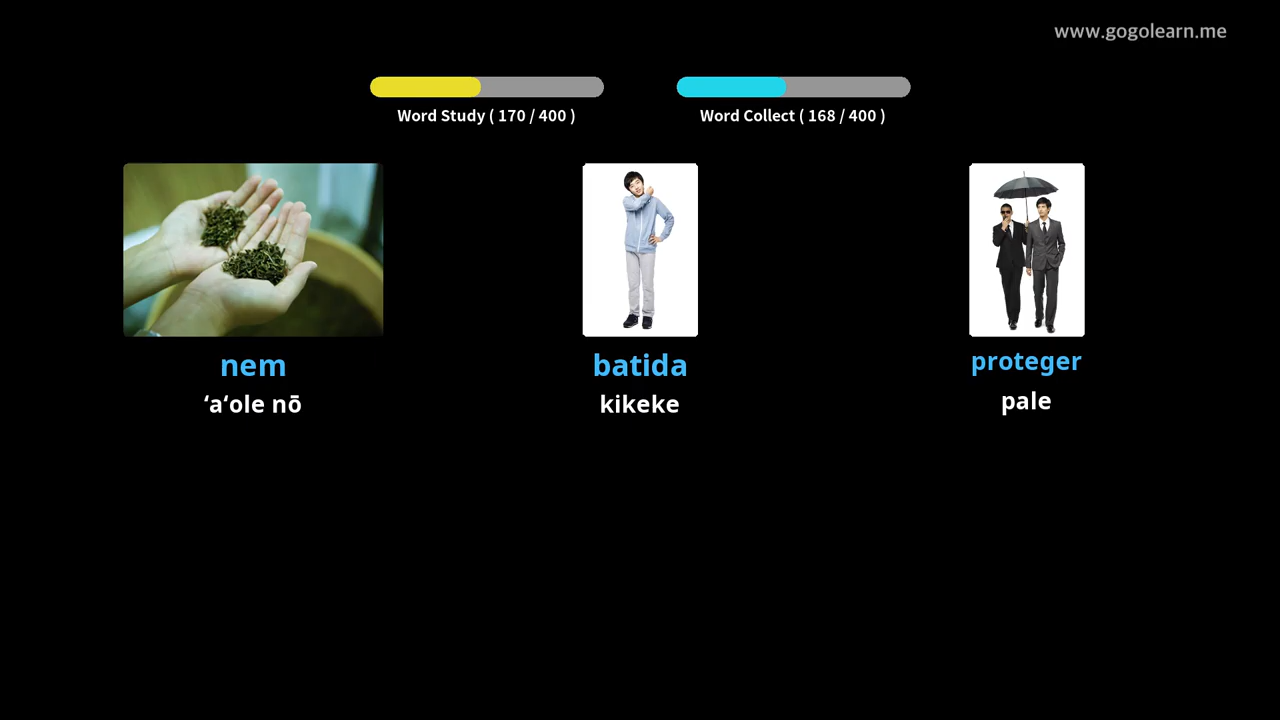 www.gogolearn.me
Word Study ( 170 / 400 )
Word Collect ( 168 / 400 )
nem
ʻaʻole nō
batida
kikeke
proteger
pale